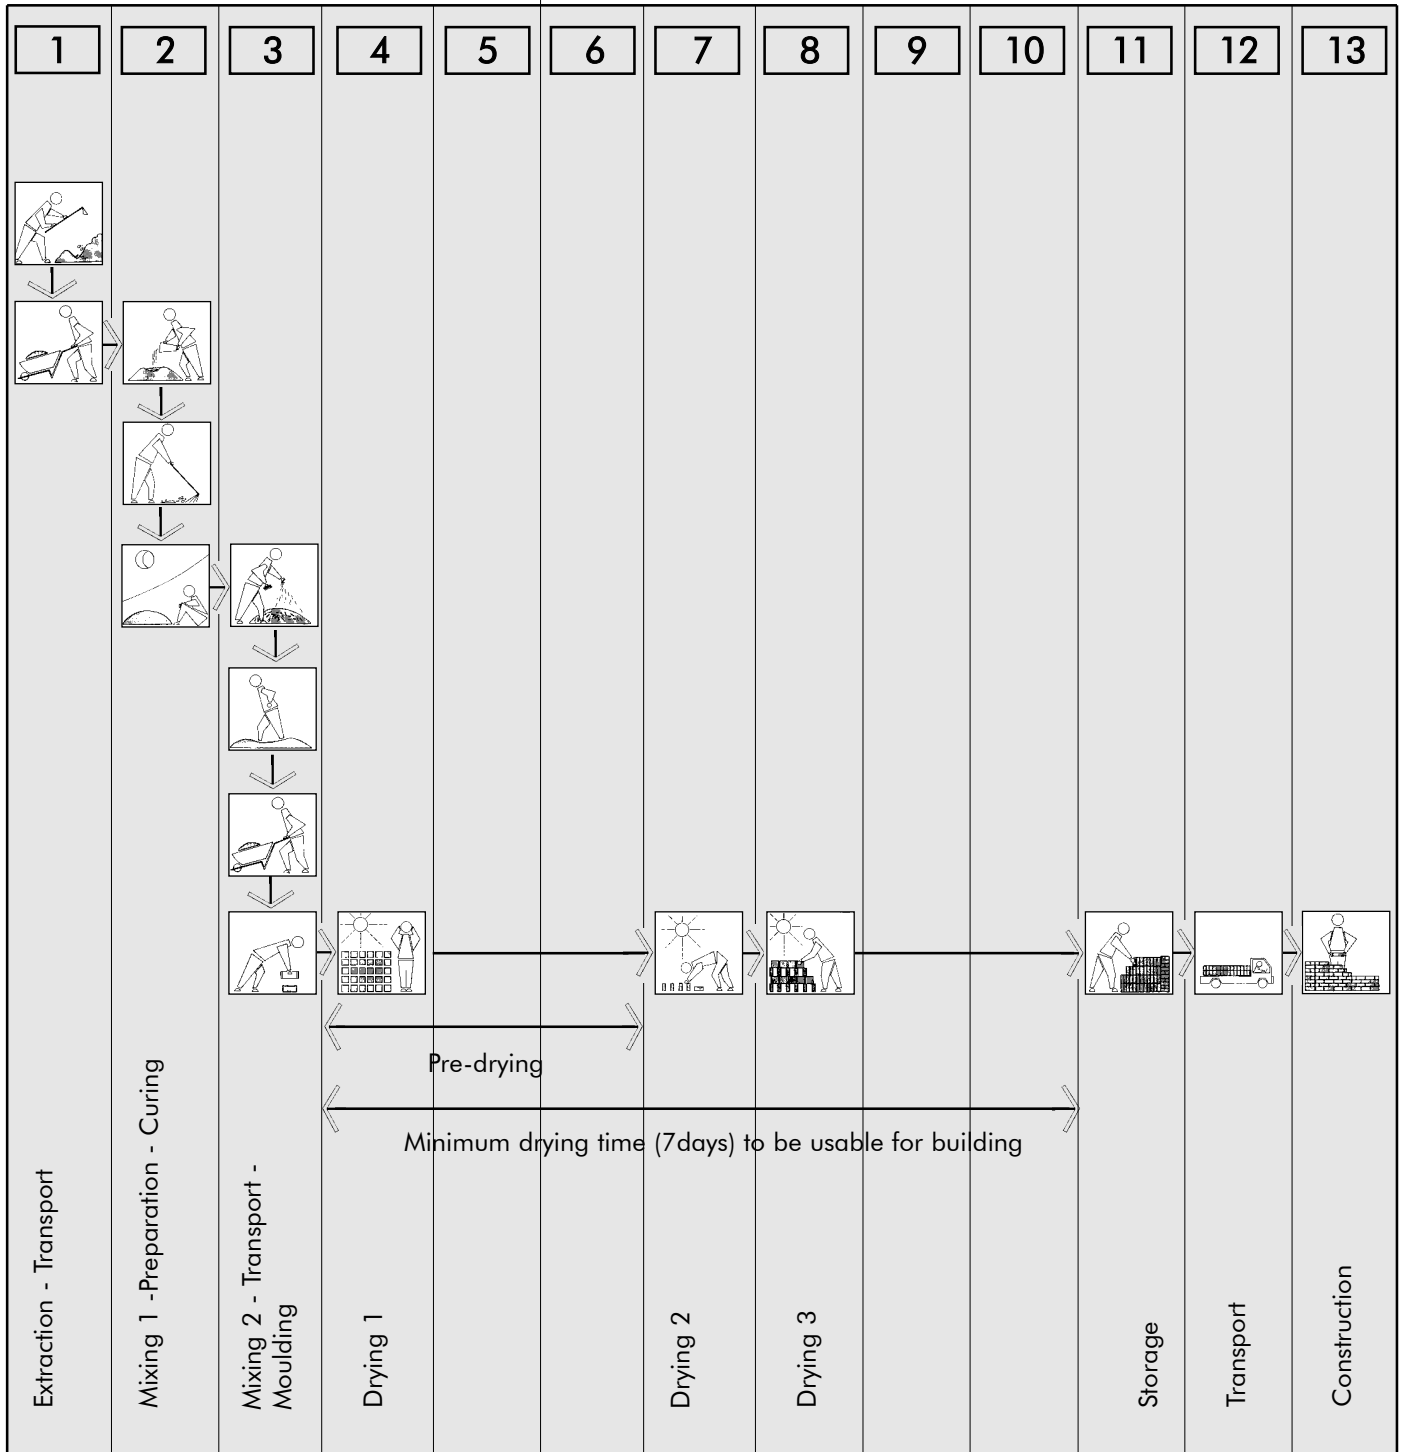 1
2
3
4
5
6
7
8
9
10
11
12
13
Pre-drying
Minimum drying time (7days) to be usable for building
Extraction - Transport
Mixing 1 -Preparation - Curing
Mixing 2 - Transport -
Moulding
Drying 1
Drying 2
Drying 3
Storage
Transport
Construction